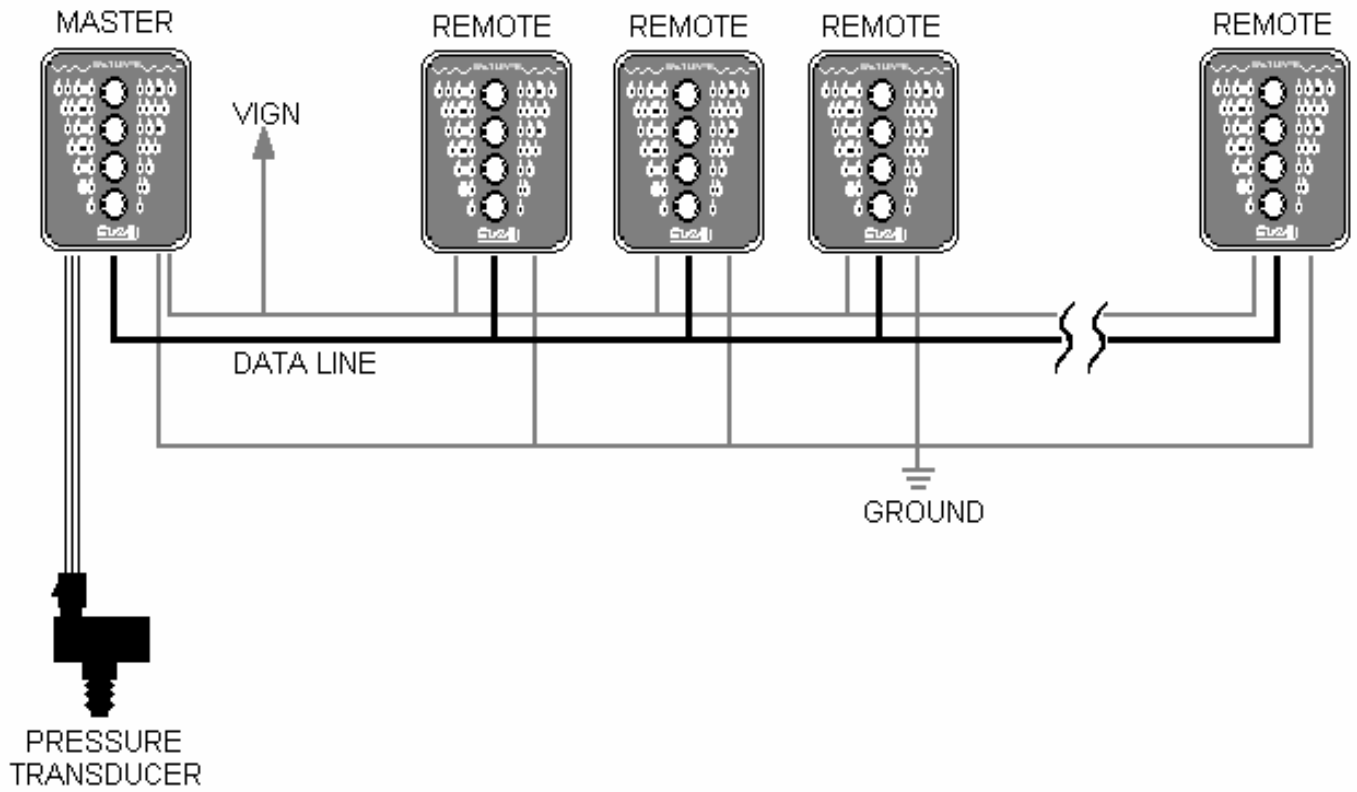 MASTER
REMOTE
REMOTE
REMOTE
REMOTE
VIGN
DATA LINE
GROUND
PRESSURE
TRANSDUCER